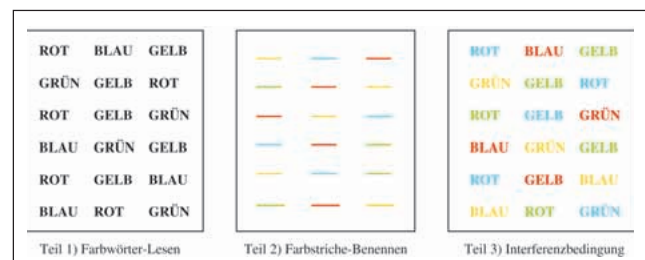 ROT BLAU GELB
GRÜN GELB ROT
ROT GELB GRÜN
BLAU GRÜN GELB
ROT GELB BLAU
BLAU ROT GRÜN
Teil 1) Farbwörter-Lesen
Teil 2) Farbstriche-Benennen
ROT BLAU GELB
GRÜN GELB ROT
ROT GELB GRÜN
BLAU GRÜN GELB
ROT GELB BLAU
BLAU ROT GRÜN
Teil 3) Interferenzbedingung